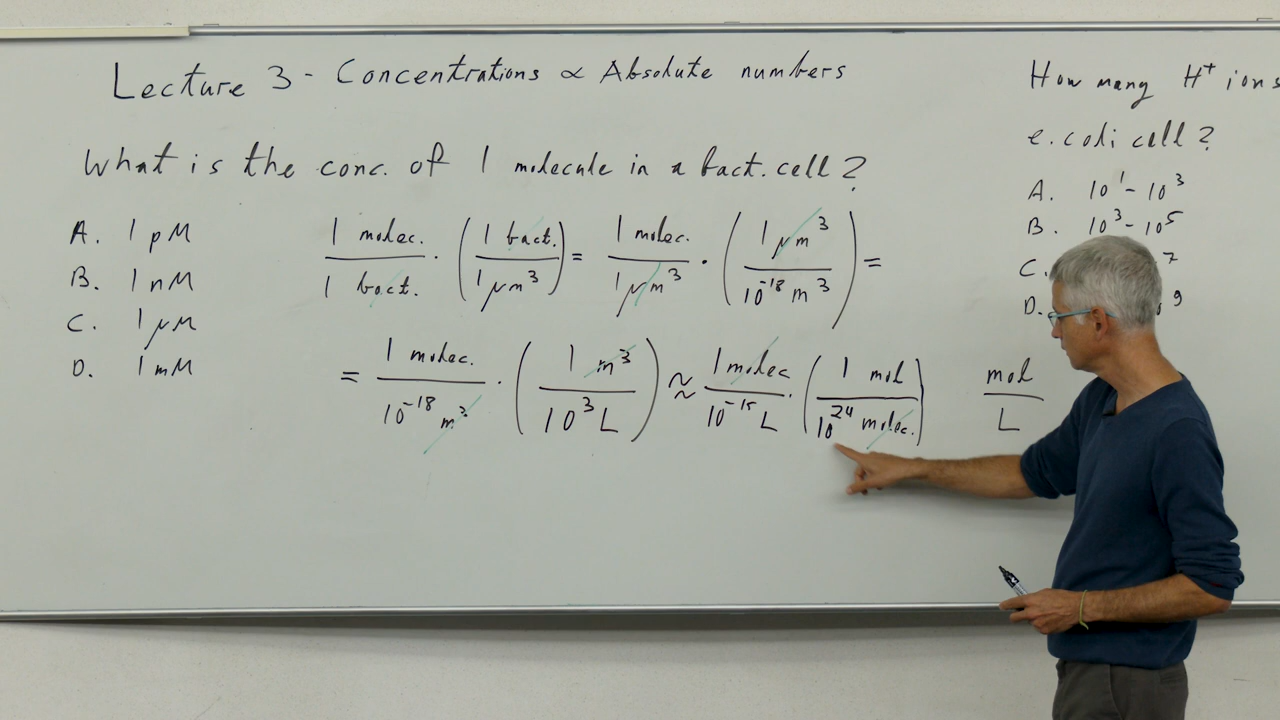 Lecture 3 - Concentrations ∝ Absolute numbers
What is the conc. of 1 molecule in a bact. cell?
A. 1 pM
B. 1 nM
C. 1 μM
D. 1 mM
1 molec. / 1 bact. · (1 bact. / 1 μm³) = 1 molec. / 1 μm³ · (1 μm³ / 10⁻¹⁸ m³) =
= 1 molec. / 10⁻¹⁸ m³ · (1 m³ / 10³ L) ≈ 1 molec / 10⁻¹⁵ L · (1 mol / 10²⁴ molec.) mol / L
How many H⁺ ions
e. coli cell?
A. 10¹ - 10³
B. 10³ - 10⁵
C. 7
D. 9